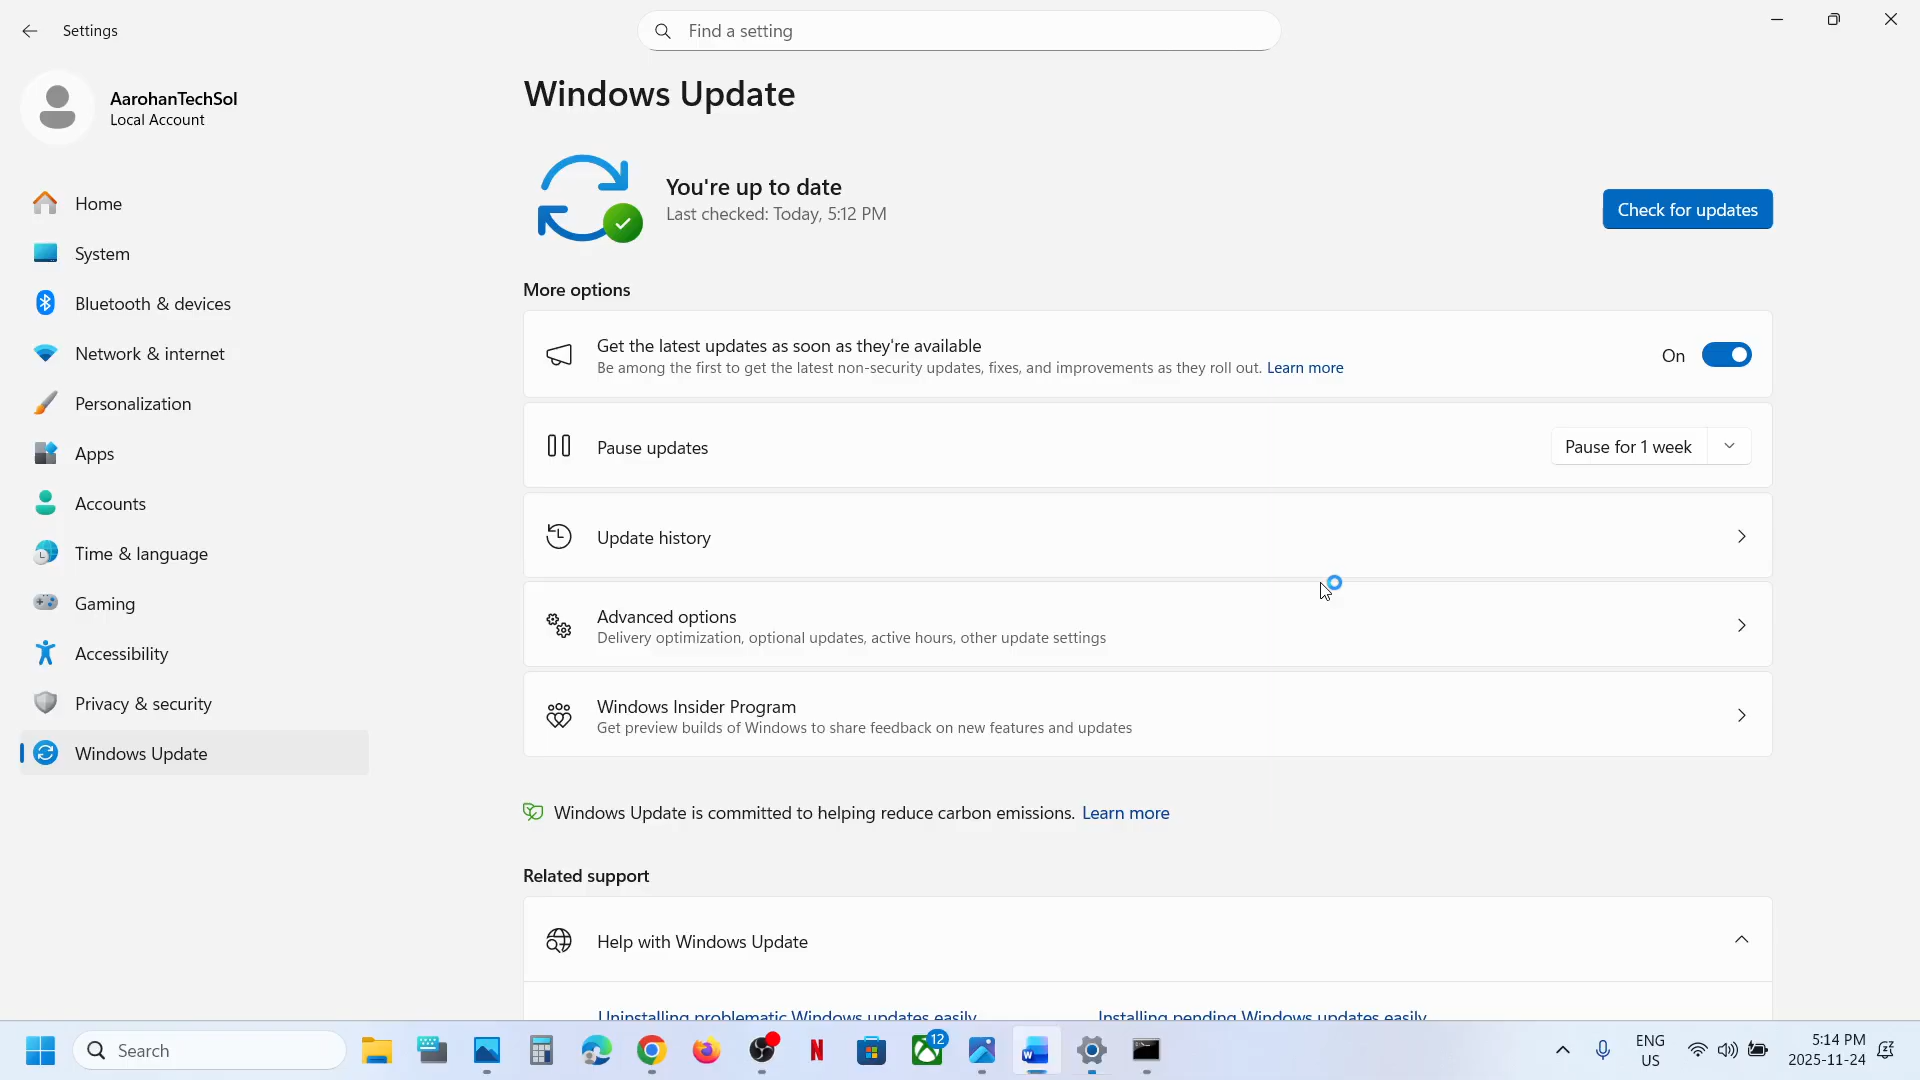 Settings
Find a setting
AarohanTechSol
Local Account
Home
System
Bluetooth & devices
Network & internet
Personalization
Apps
Accounts
Time & language
Gaming
Accessibility
Privacy & security
Windows Update
Windows Update
You're up to date
Last checked: Today, 5:12 PM
Check for updates
More options
Get the latest updates as soon as they're available
Be among the first to get the latest non-security updates, fixes, and improvements as they roll out. Learn more
On
Pause updates
Pause for 1 week
Update history
Advanced options
Delivery optimization, optional updates, active hours, other update settings
Windows Insider Program
Get preview builds of Windows to share feedback on new features and updates
Windows Update is committed to helping reduce carbon emissions. Learn more
Related support
Help with Windows Update
Uninstalling problematic Windows updates easily
Installing pending Windows updates easily
Search
N
12
W
ENG
US
5:14 PM
2025-11-24